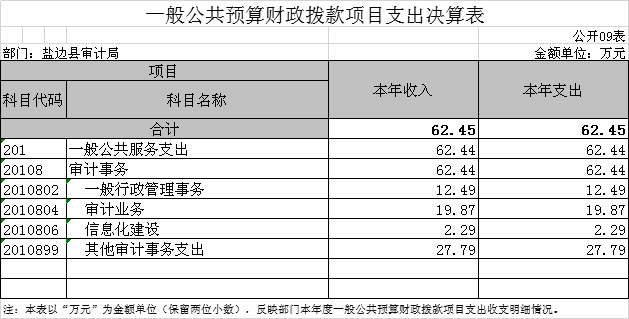 一般公共预算财政拨款项目支出决算表
公开09表
部门：盐边县审计局 金额单位：万元
项目 本年收入 本年支出
科目代码 科目名称
合计 62.45 62.45
201 一般公共服务支出 62.44 62.44
20108 审计事务 62.44 62.44
2010802 一般行政管理事务 12.49 12.49
2010804 审计业务 19.87 19.87
2010806 信息化建设 2.29 2.29
2010899 其他审计事务支出 27.79 27.79
注：本表以“万元”为金额单位（保留两位小数），反映部门本年度一般公共预算财政拨款项目支出收支明细情况。